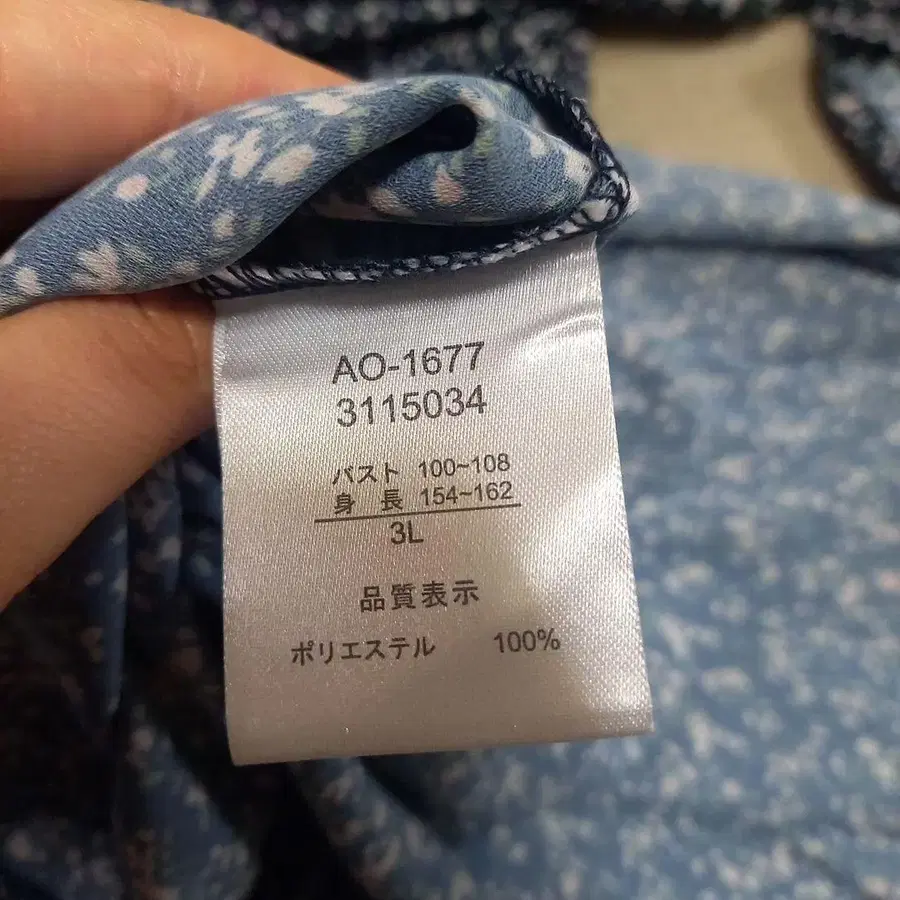 AO-1677
3115034
バスト 100~108
身 長 154~162
3L
品質表示
ポリエステル 100%